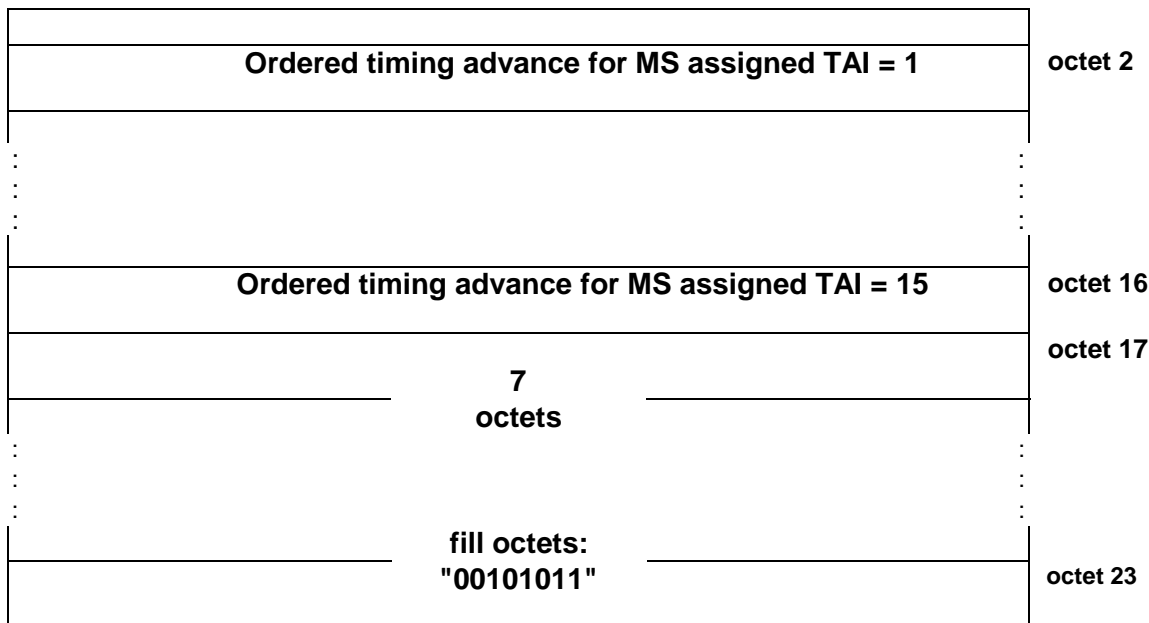 Ordered timing advance for MS assigned TAI = 1 octet 2
:                    :
:                    :
:                    :
Ordered timing advance for MS assigned TAI = 15 octet 16
octet 17
7
octets
:                    :
:                    :
:                    :
fill octets:
"00101011" octet 23